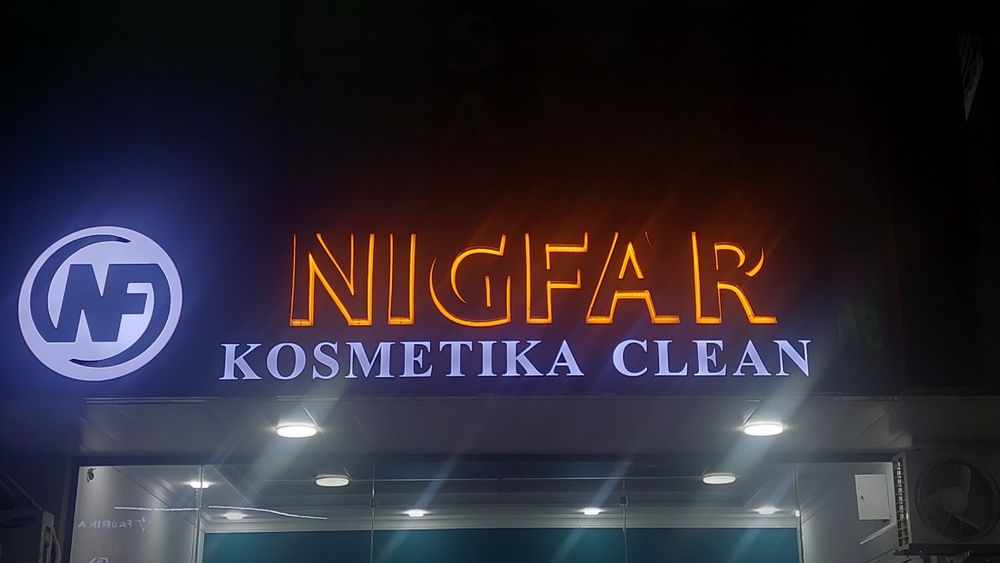 NF
NIGFAR
KOSMETIKA CLEAN